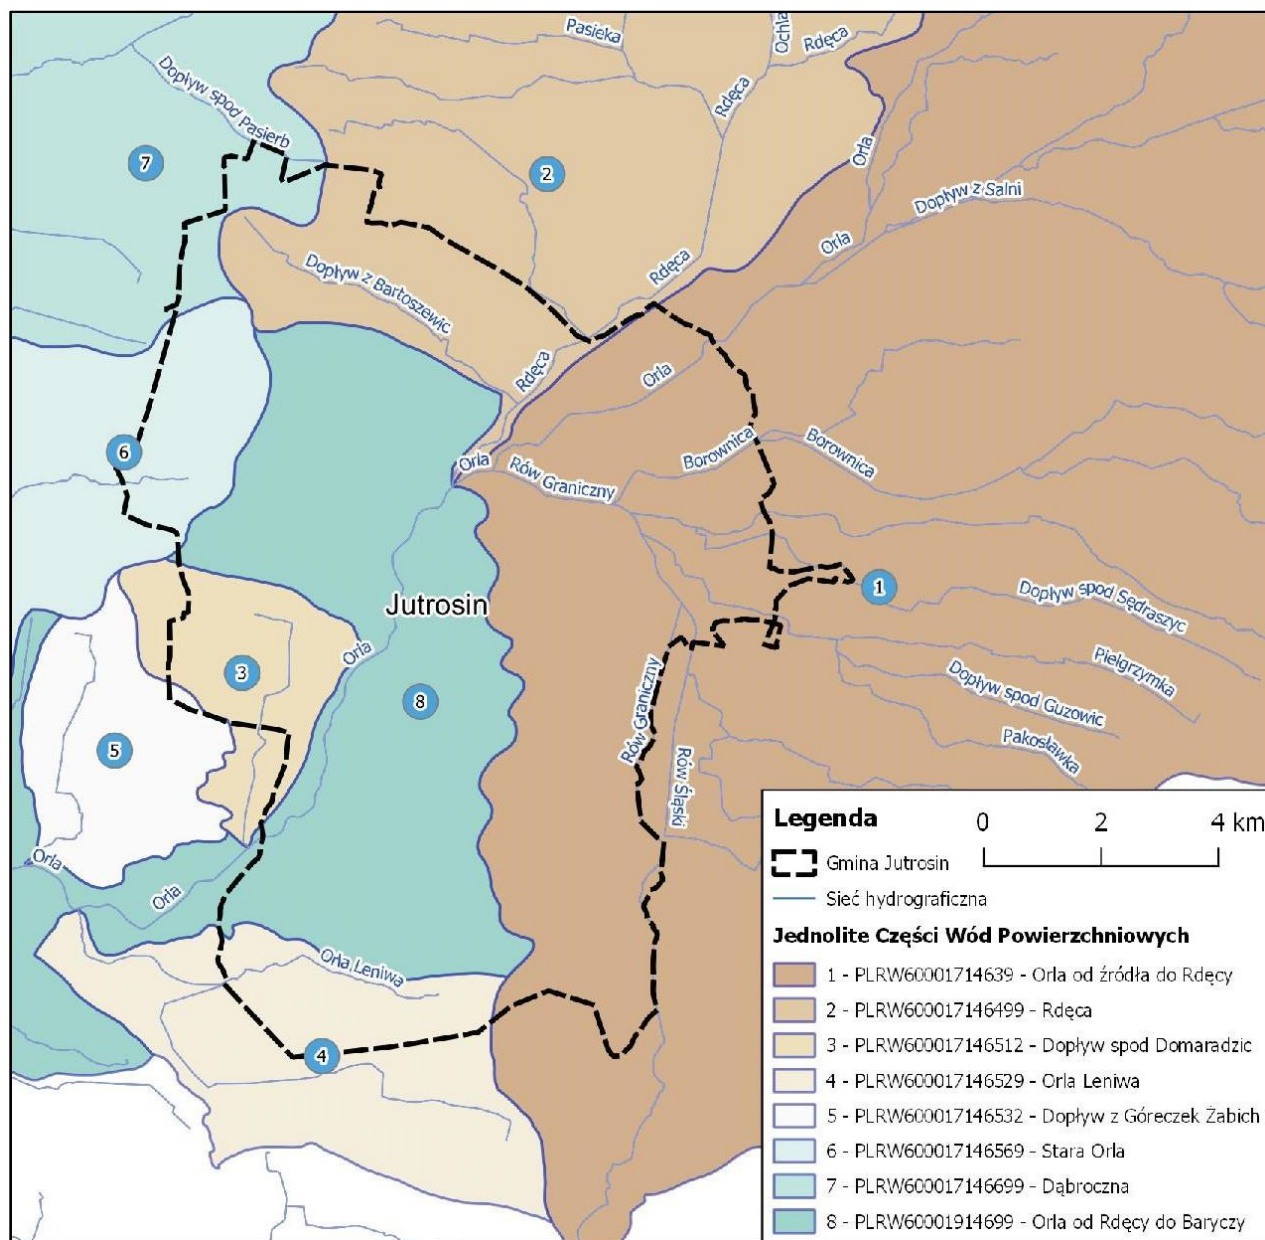 Pasieka
Ochla
Rdęca
Dopływ spod Pasierb
Rdęca
7
2
Orla
Dopływ z Salni
Orla
Dopływ z Bartoszewic
Rdęca
Rdęca
Orla
6
Borownica
Borownica
Orla
Rów Graniczny
1
Dopływ spod Sędraszyc
Jutrosin
Orla
3
8
Rów Graniczny
Pielgrzymka
Dopływ spod Guzowic
Pakosławka
5
Rów Śląski
Orla
Orla
Orla Leniwa
4
Legenda
0 2 4 km
Gmina Jutrosin
Sieć hydrograficzna
Jednolite Części Wód Powierzchniowych
1 - PLRW60001714639 - Orla od źródła do Rdęcy
2 - PLRW600017146499 - Rdęca
3 - PLRW600017146512 - Dopływ spod Domaradzic
4 - PLRW600017146529 - Orla Leniwa
5 - PLRW600017146532 - Dopływ z Góreczek Żabich
6 - PLRW600017146569 - Stara Orla
7 - PLRW600017146699 - Dąbroczna
8 - PLRW60001914699 - Orla od Rdęcy do Baryczy